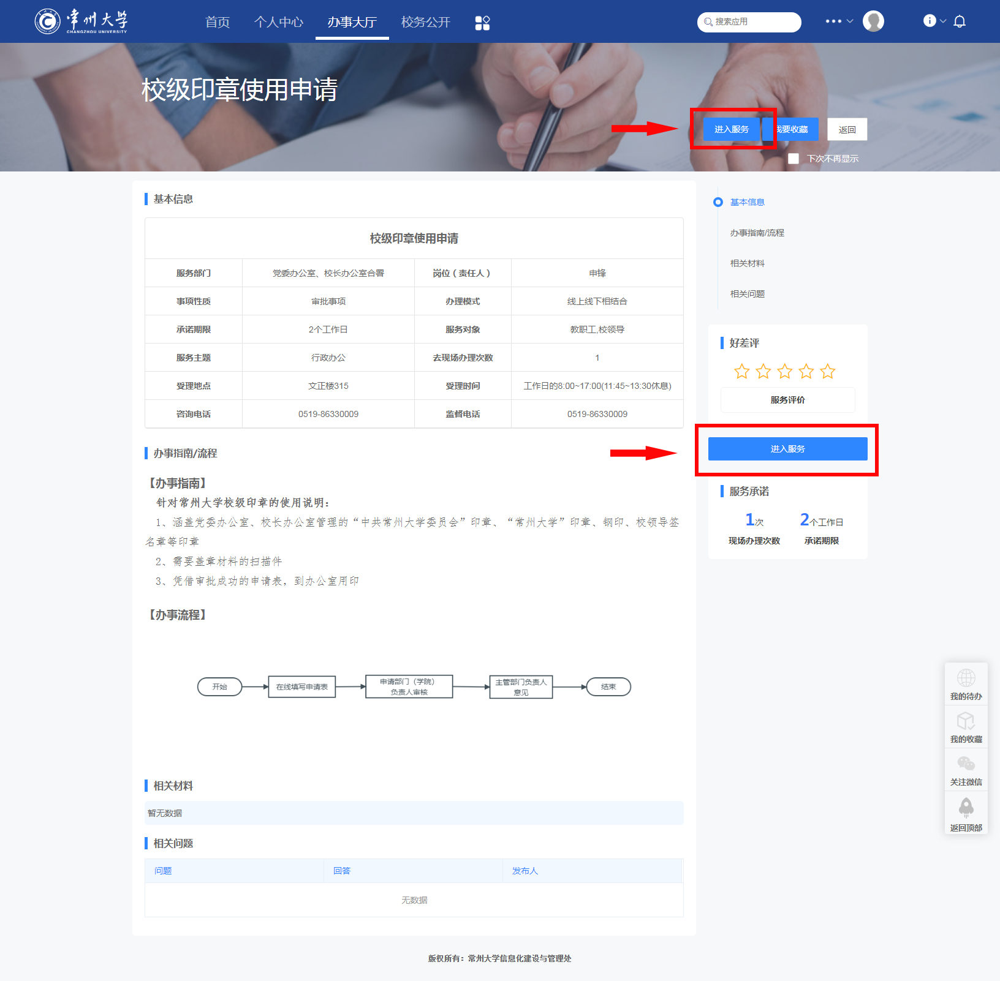 常州大学
CHANGZHOU UNIVERSITY
首页
个人中心
办事大厅
校务公开
搜索应用
校级印章使用申请
进入服务
我要收藏
返回
下次不再显示
基本信息
校级印章使用申请
服务部门 党委办公室、校长办公室合署 岗位（责任人） 申锋
事项性质 审批事项 办理模式 线上线下相结合
承诺期限 2个工作日 服务对象 教职工,校领导
服务主题 行政办公 去现场办理次数 1
受理地点 文正楼315 受理时间 工作日的8:00~17:00(11:45~13:30休息)
咨询电话 0519-86330009 监督电话 0519-86330009
办事指南/流程
【办事指南】
针对常州大学校级印章的使用说明：
1、涵盖党委办公室、校长办公室管理的“中共常州大学委员会”印章、“常州大学”印章、钢印、校领导签
名章等印章
2、需要盖章材料的扫描件
3、凭借审批成功的申请表，到办公室用印
【办事流程】
开始
在线填写申请表
申请部门（学院）
负责人审核
主管部门负责人
意见
结束
相关材料
暂无数据
相关问题
问题 回答 发布人
无数据
基本信息
办事指南/流程
相关材料
相关问题
好差评
服务评价
进入服务
服务承诺
1次 2个工作日
现场办理次数 承诺期限
我的待办
我的收藏
关注微信
返回顶部
版权所有：常州大学信息化建设与管理处